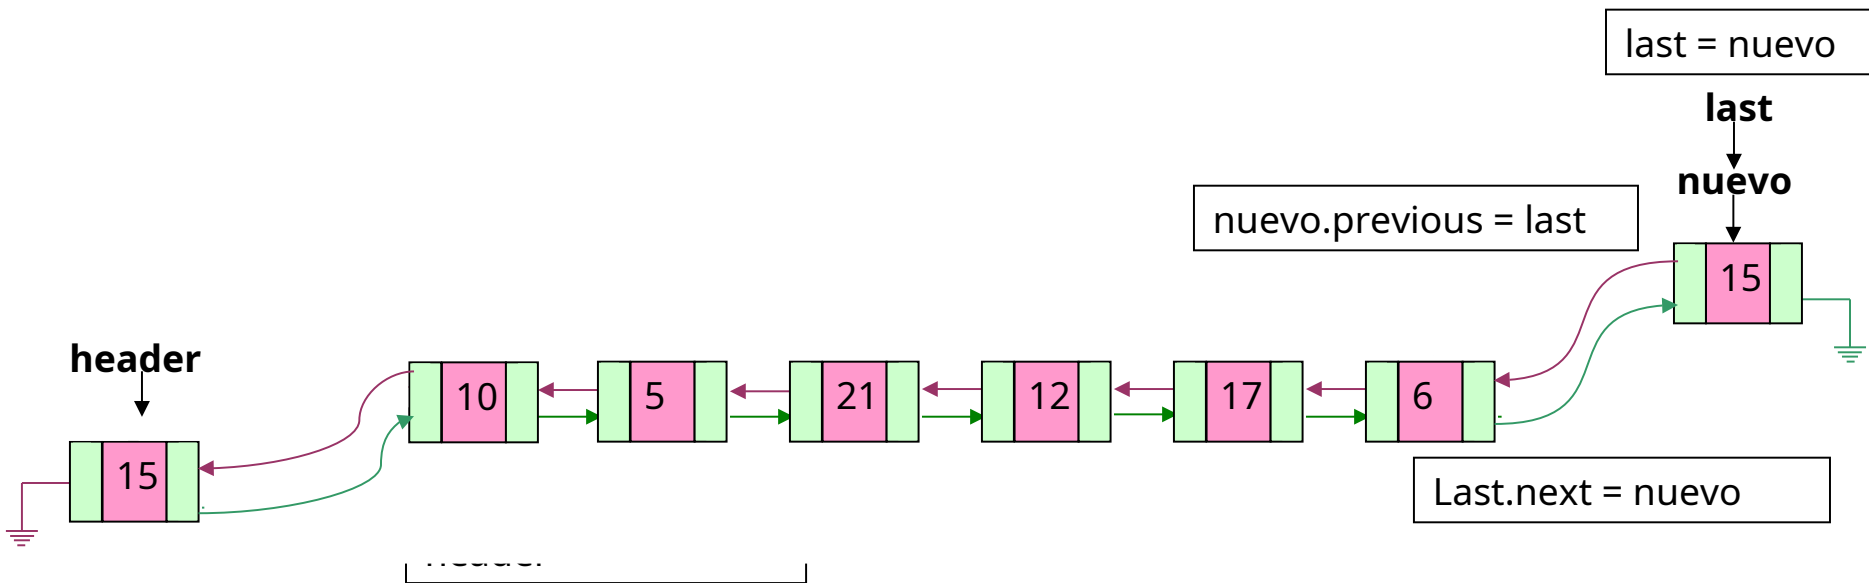 last = nuevo
last
nuevo
nuevo.previous = last
15
header
10 5 21 12 17 6
15
Last.next = nuevo